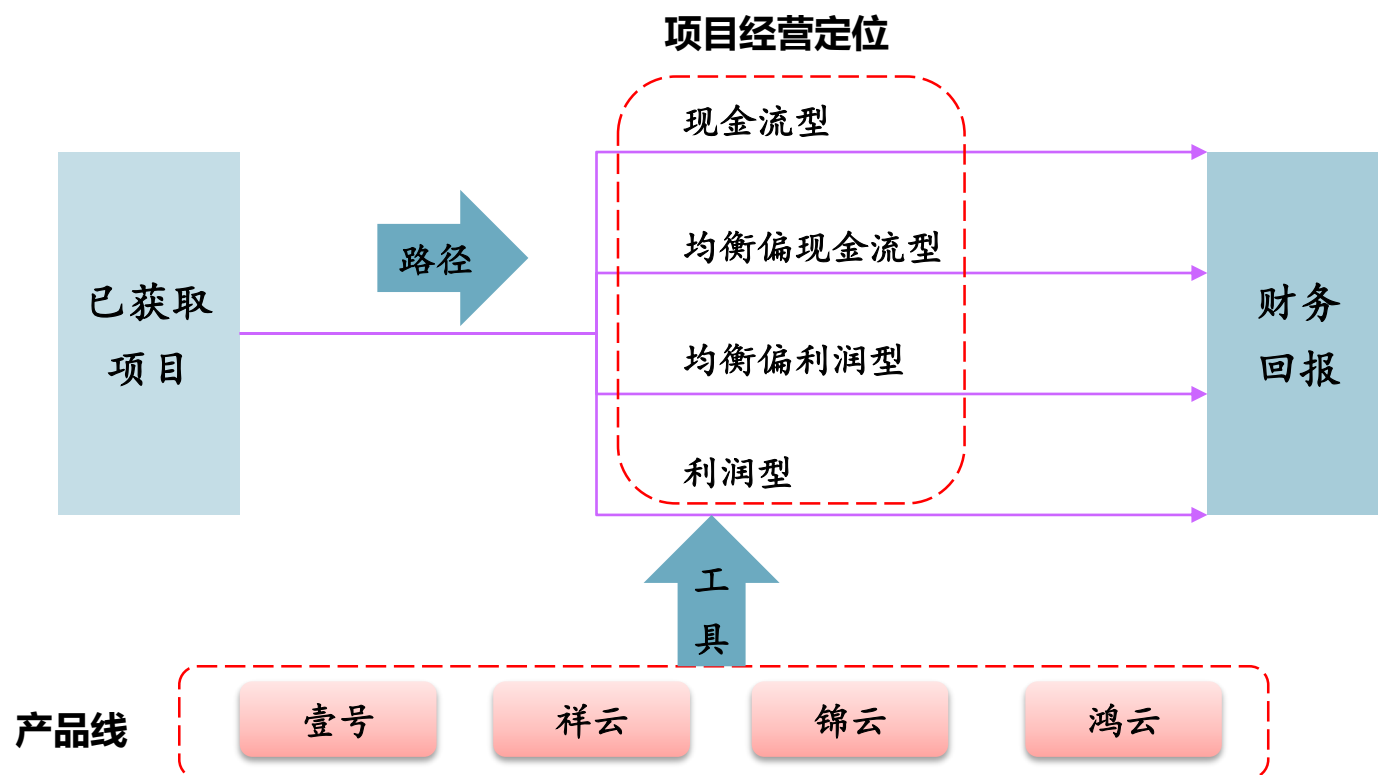 项目经营定位
现金流型
均衡偏现金流型
均衡偏利润型
利润型
路径
已获取
项目
财务
回报
工
具
产品线
壹号
祥云
锦云
鸿云